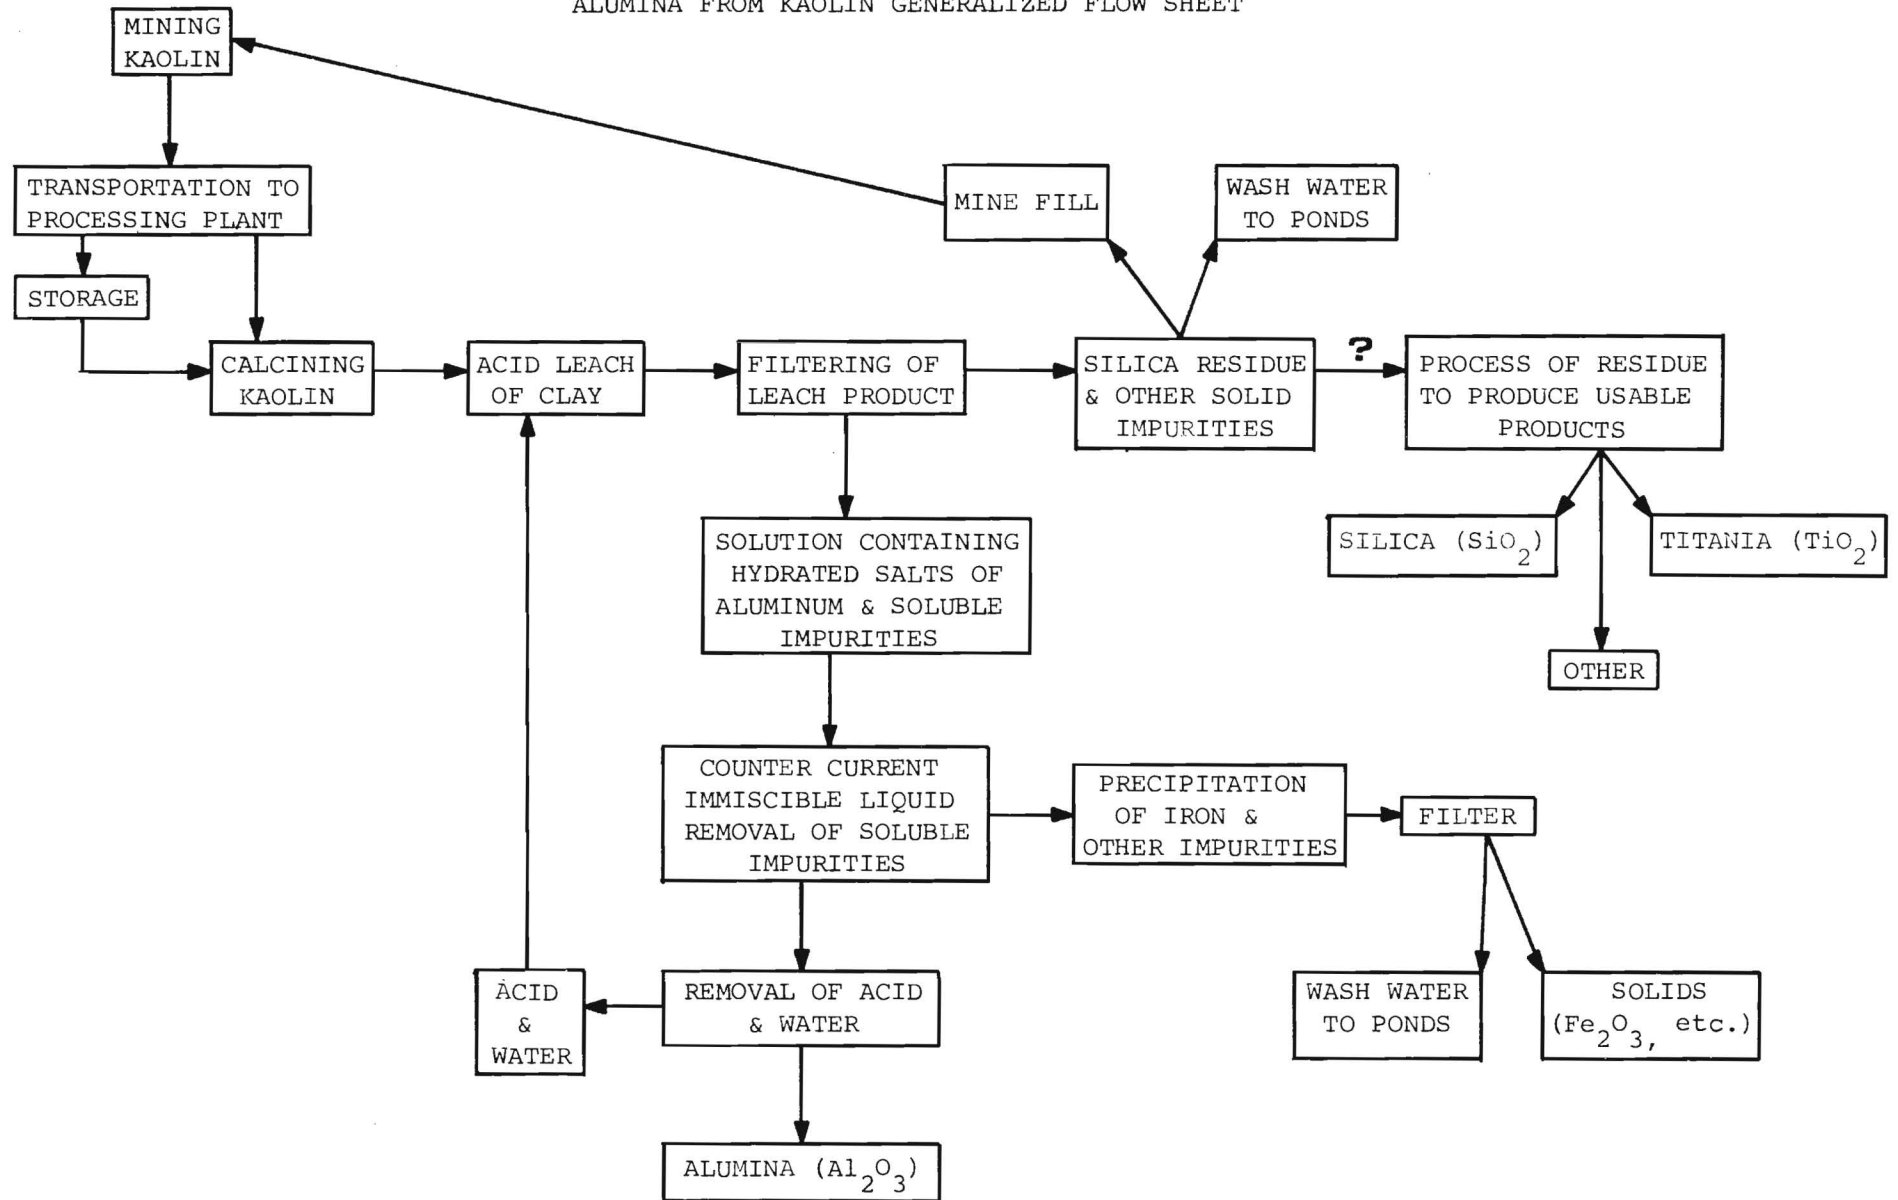 ALUMINA FROM KAOLIN GENERALIZED FLOW SHEET
MINING
KAOLIN
TRANSPORTATION TO
PROCESSING PLANT
STORAGE
MINE FILL
WASH WATER
TO PONDS
CALCINING
KAOLIN
ACID LEACH
OF CLAY
FILTERING OF
LEACH PRODUCT
SILICA RESIDUE
& OTHER SOLID
IMPURITIES
?
PROCESS OF RESIDUE
TO PRODUCE USABLE
PRODUCTS
SILICA (SiO2)
TITANIA (TiO2)
OTHER
SOLUTION CONTAINING
HYDRATED SALTS OF
ALUMINUM & SOLUBLE
IMPURITIES
COUNTER CURRENT
IMMISCIBLE LIQUID
REMOVAL OF SOLUBLE
IMPURITIES
PRECIPITATION
OF IRON &
OTHER IMPURITIES
FILTER
WASH WATER
TO PONDS
SOLIDS
(Fe2O3, etc.)
REMOVAL OF ACID
& WATER
ACID
&
WATER
ALUMINA (Al2O3)